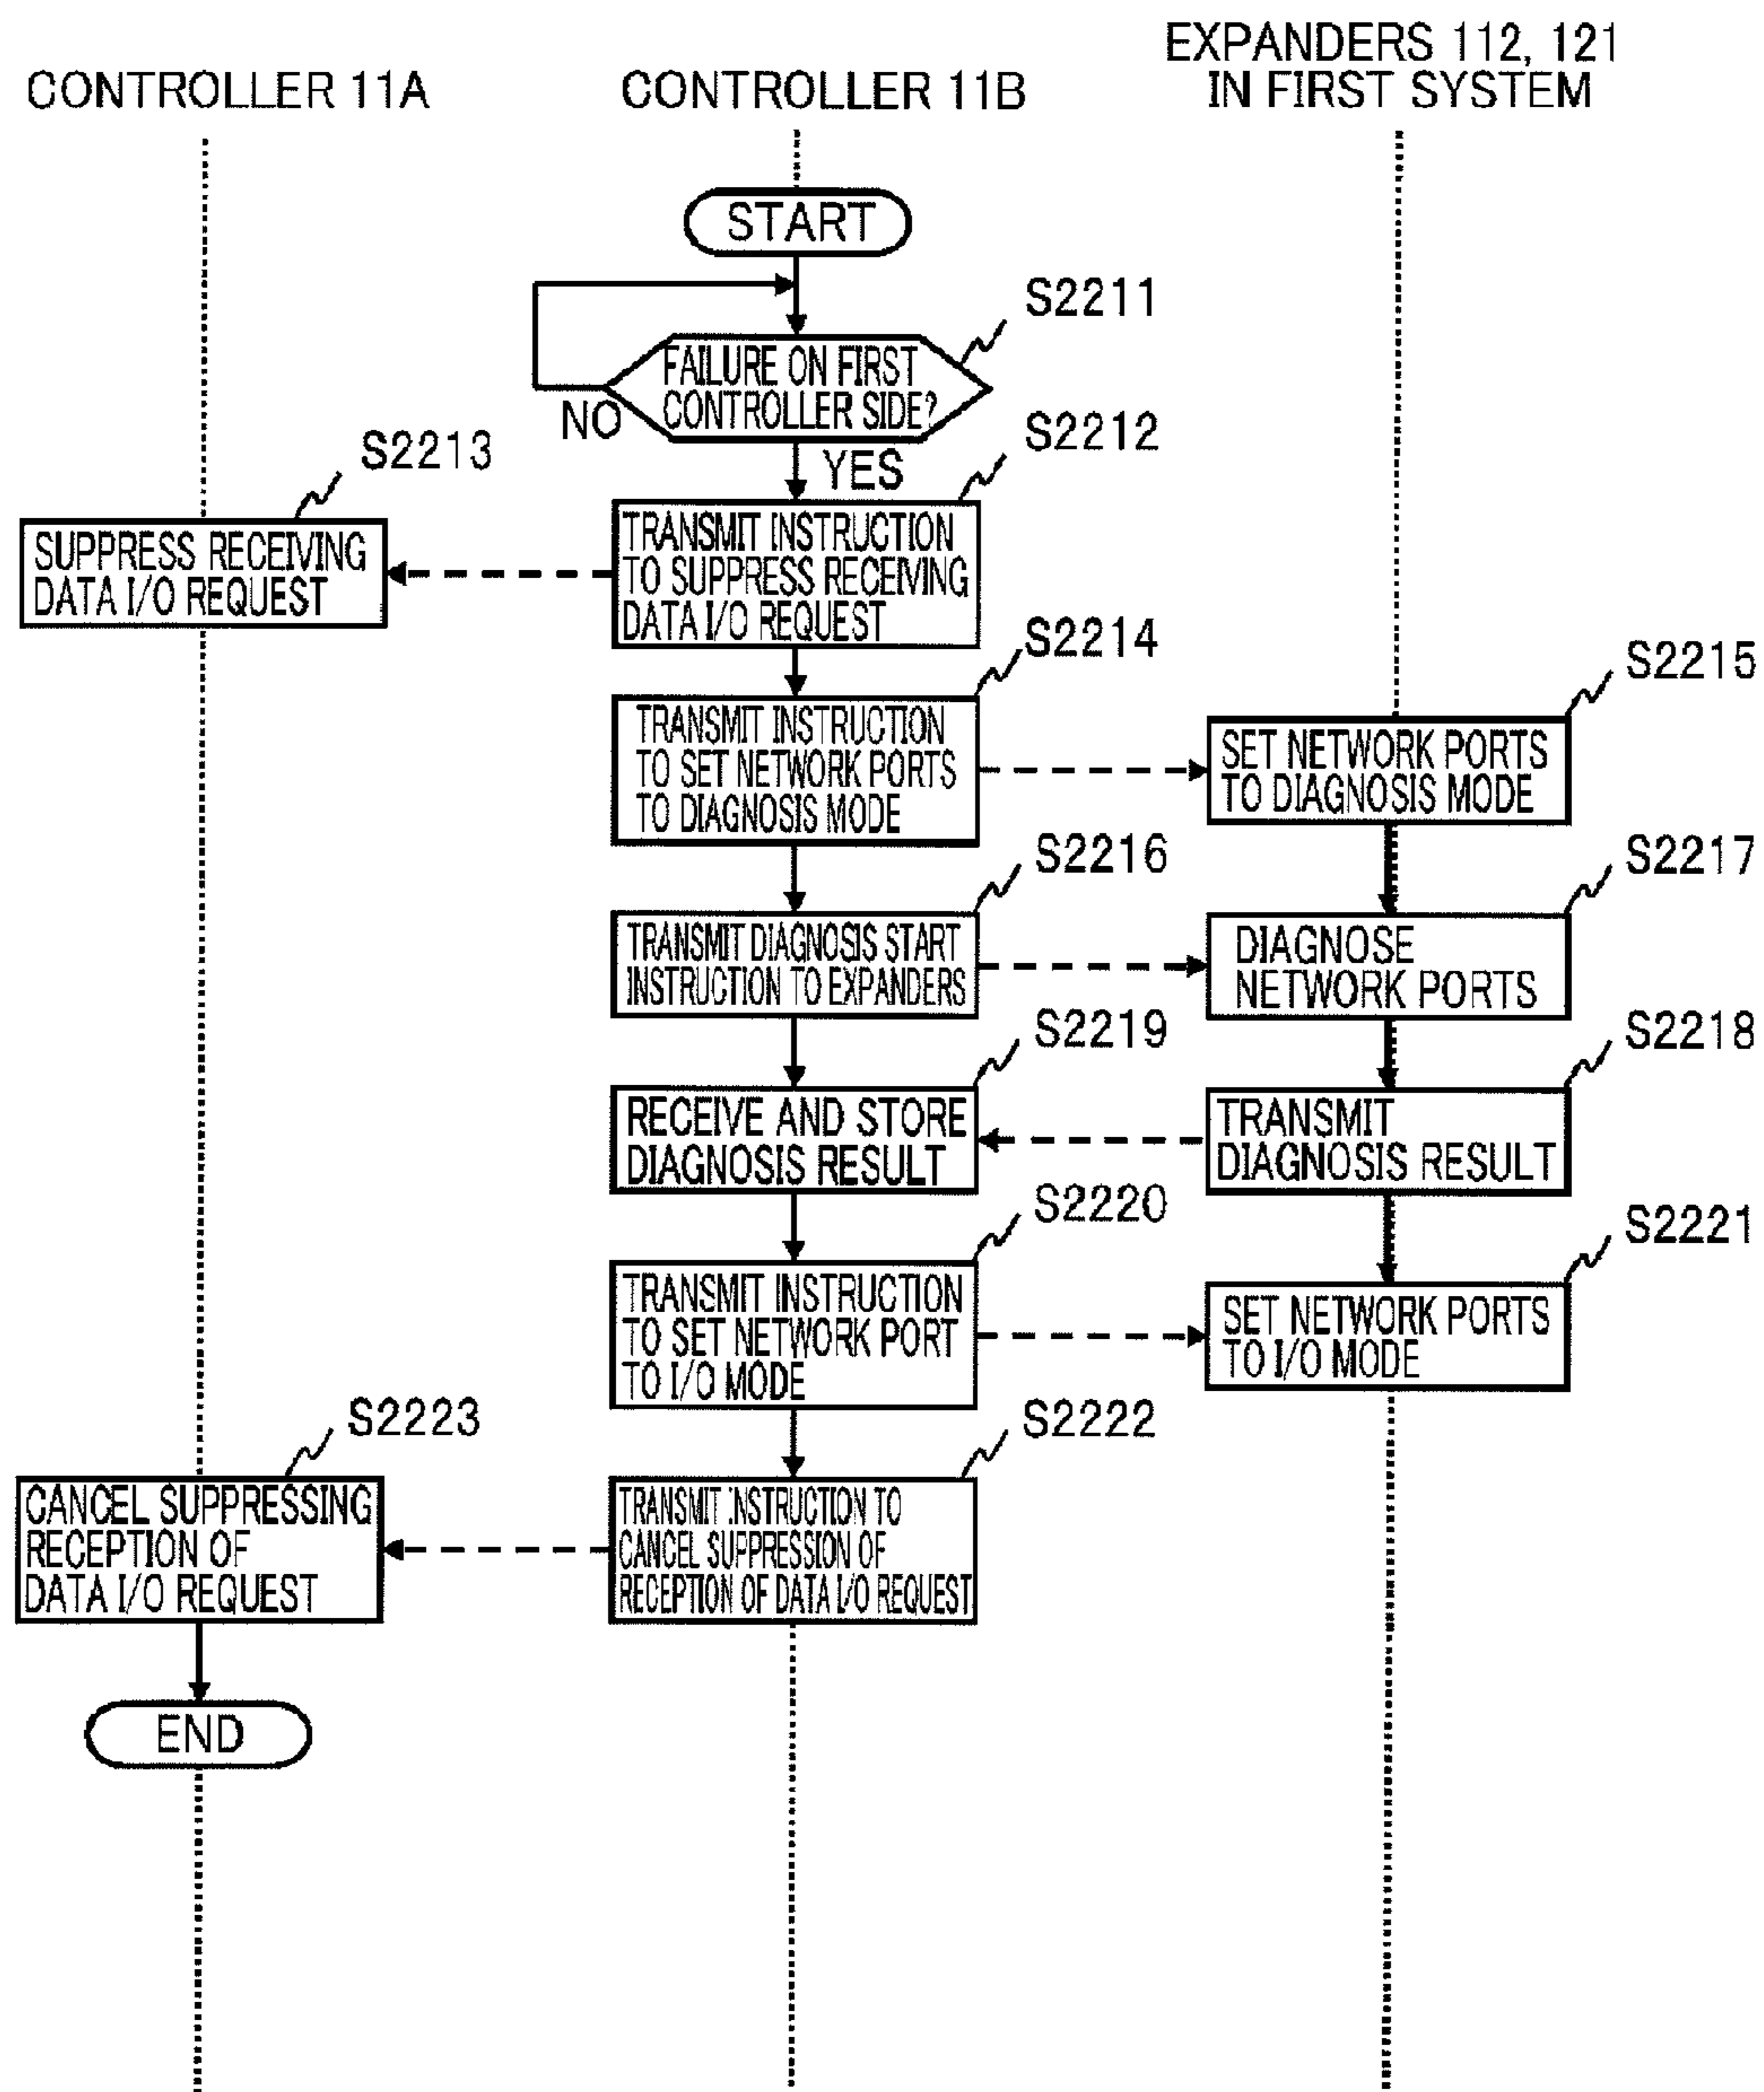 EXPANDERS 112, 121
IN FIRST SYSTEM
CONTROLLER 11A
CONTROLLER 11B
START
S2211
FAILURE ON FIRST
CONTROLLER SIDE?
NO
YES
S2212
S2213
TRANSMIT INSTRUCTION
TO SUPPRESS RECEIVING
DATA I/O REQUEST
SUPPRESS RECEIVING
DATA I/O REQUEST
S2214
S2215
TRANSMIT INSTRUCTION
TO SET NETWORK PORTS
TO DIAGNOSIS MODE
SET NETWORK PORTS
TO DIAGNOSIS MODE
S2216
S2217
TRANSMIT DIAGNOSIS START
INSTRUCTION TO EXPANDERS
DIAGNOSE
NETWORK PORTS
S2219
S2218
RECEIVE AND STORE
DIAGNOSIS RESULT
TRANSMIT
DIAGNOSIS RESULT
S2220
S2221
TRANSMIT INSTRUCTION
TO SET NETWORK PORT
TO I/O MODE
SET NETWORK PORTS
TO I/O MODE
S2223
S2222
CANCEL SUPPRESSING
RECEPTION OF
DATA I/O REQUEST
TRANSMIT INSTRUCTION TO
CANCEL SUPPRESSION OF
RECEPTION OF DATA I/O REQUEST
END